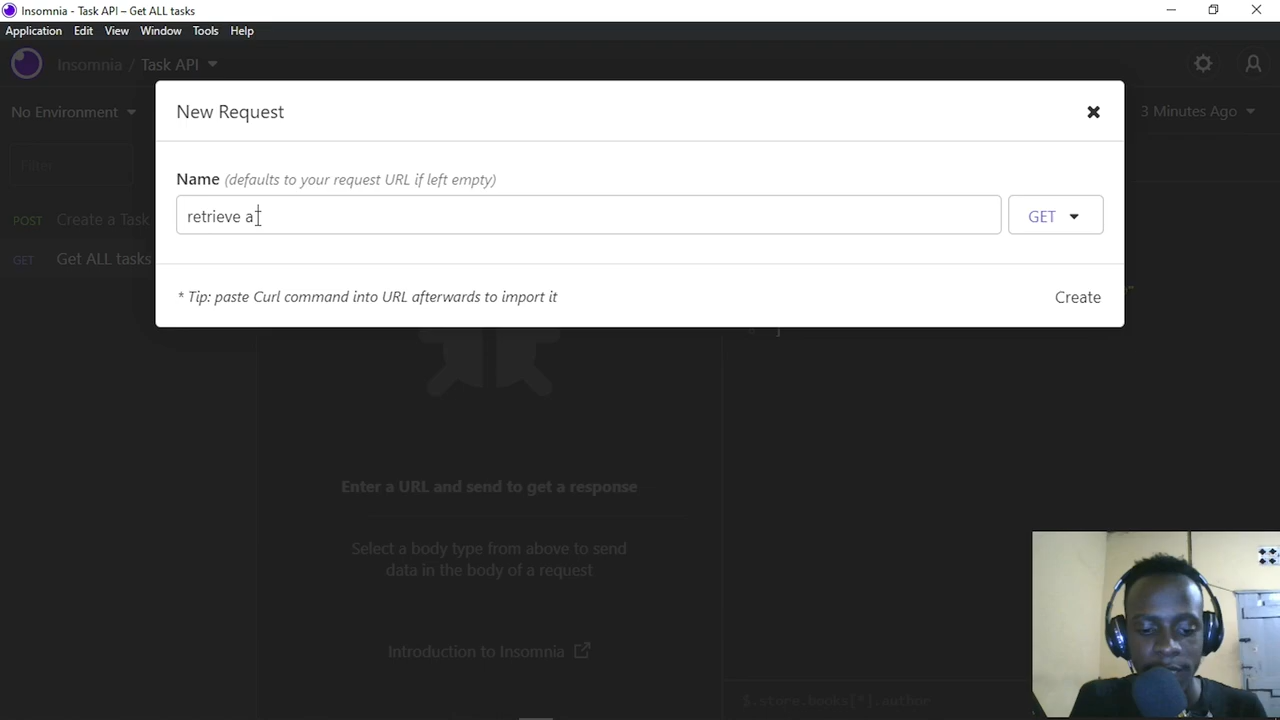 Insomnia - Task API – Get ALL tasks
Application Edit View Window Tools Help
Insomnia / Task API
No Environment
New Request
3 Minutes Ago
Filter
Name (defaults to your request URL if left empty)
retrieve a
GET
POST Create a Task
GET Get ALL tasks
* Tip: paste Curl command into URL afterwards to import it
Create
Enter a URL and send to get a response
Select a body type from above to send
data in the body of a request
Introduction to Insomnia
$.store.books[*].author